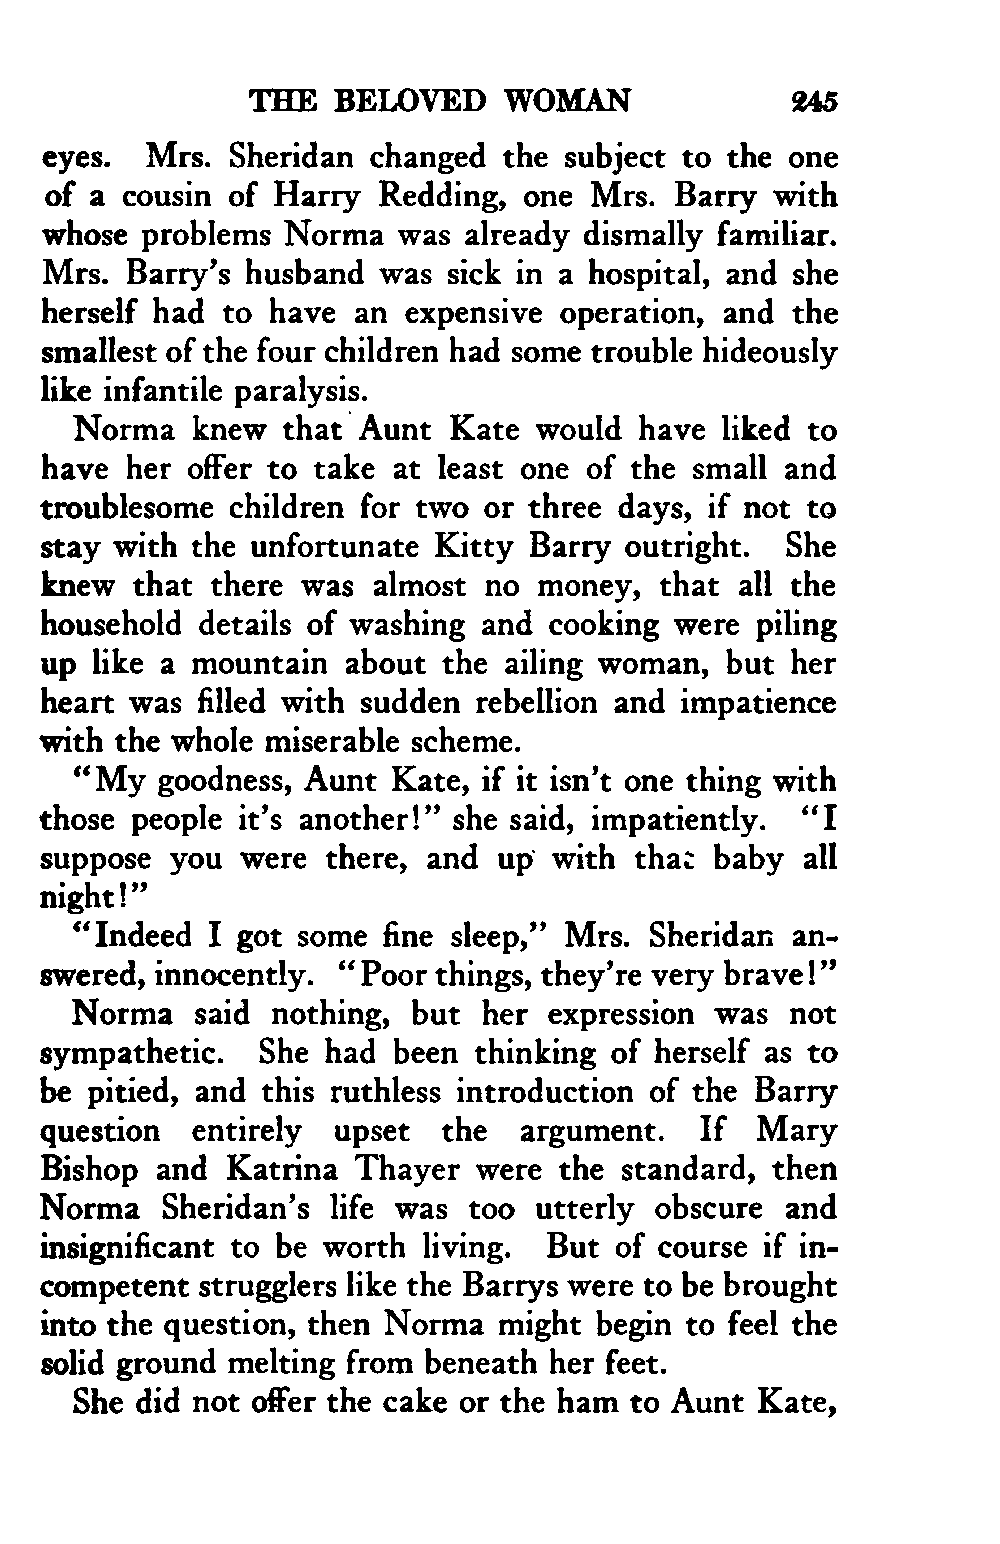 THE BELOVED WOMAN 245
eyes. Mrs. Sheridan changed the subject to the one
of a cousin of Harry Redding, one Mrs. Barry with
whose problems Norma was already dismally familiar.
Mrs. Barry's husband was sick in a hospital, and she
herself had to have an expensive operation, and the
smallest of the four children had some trouble hideously
like infantile paralysis.
Norma knew that Aunt Kate would have liked to
have her offer to take at least one of the small and
troublesome children for two or three days, if not to
stay with the unfortunate Kitty Barry outright. She
knew that there was almost no money, that all the
household details of washing and cooking were piling
up like a mountain about the ailing woman, but her
heart was filled with sudden rebellion and impatience
with the whole miserable scheme.
"My goodness, Aunt Kate, if it isn't one thing with
those people it's another!" she said, impatiently. "I
suppose you were there, and up with that baby all
night!"
"Indeed I got some fine sleep," Mrs. Sheridan an-
swered, innocently. "Poor things, they're very brave!"
Norma said nothing, but her expression was not
sympathetic. She had been thinking of herself as to
be pitied, and this ruthless introduction of the Barry
question entirely upset the argument. If Mary
Bishop and Katrina Thayer were the standard, then
Norma Sheridan's life was too utterly obscure and
insignificant to be worth living. But of course if in-
competent strugglers like the Barrys were to be brought
into the question, then Norma might begin to feel the
solid ground melting from beneath her feet.
She did not offer the cake or the ham to Aunt Kate,